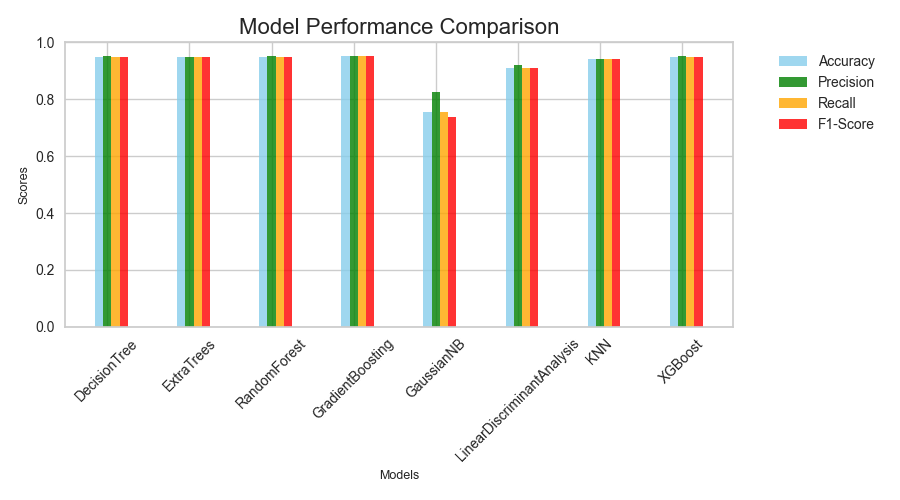 Model Performance Comparison
1.0
0.8
0.6
0.4
0.2
0.0
Scores
DecisionTree
ExtraTrees
RandomForest
GradientBoosting
GaussianNB
LinearDiscriminantAnalysis
KNN
XGBoost
Models
Accuracy
Precision
Recall
F1-Score